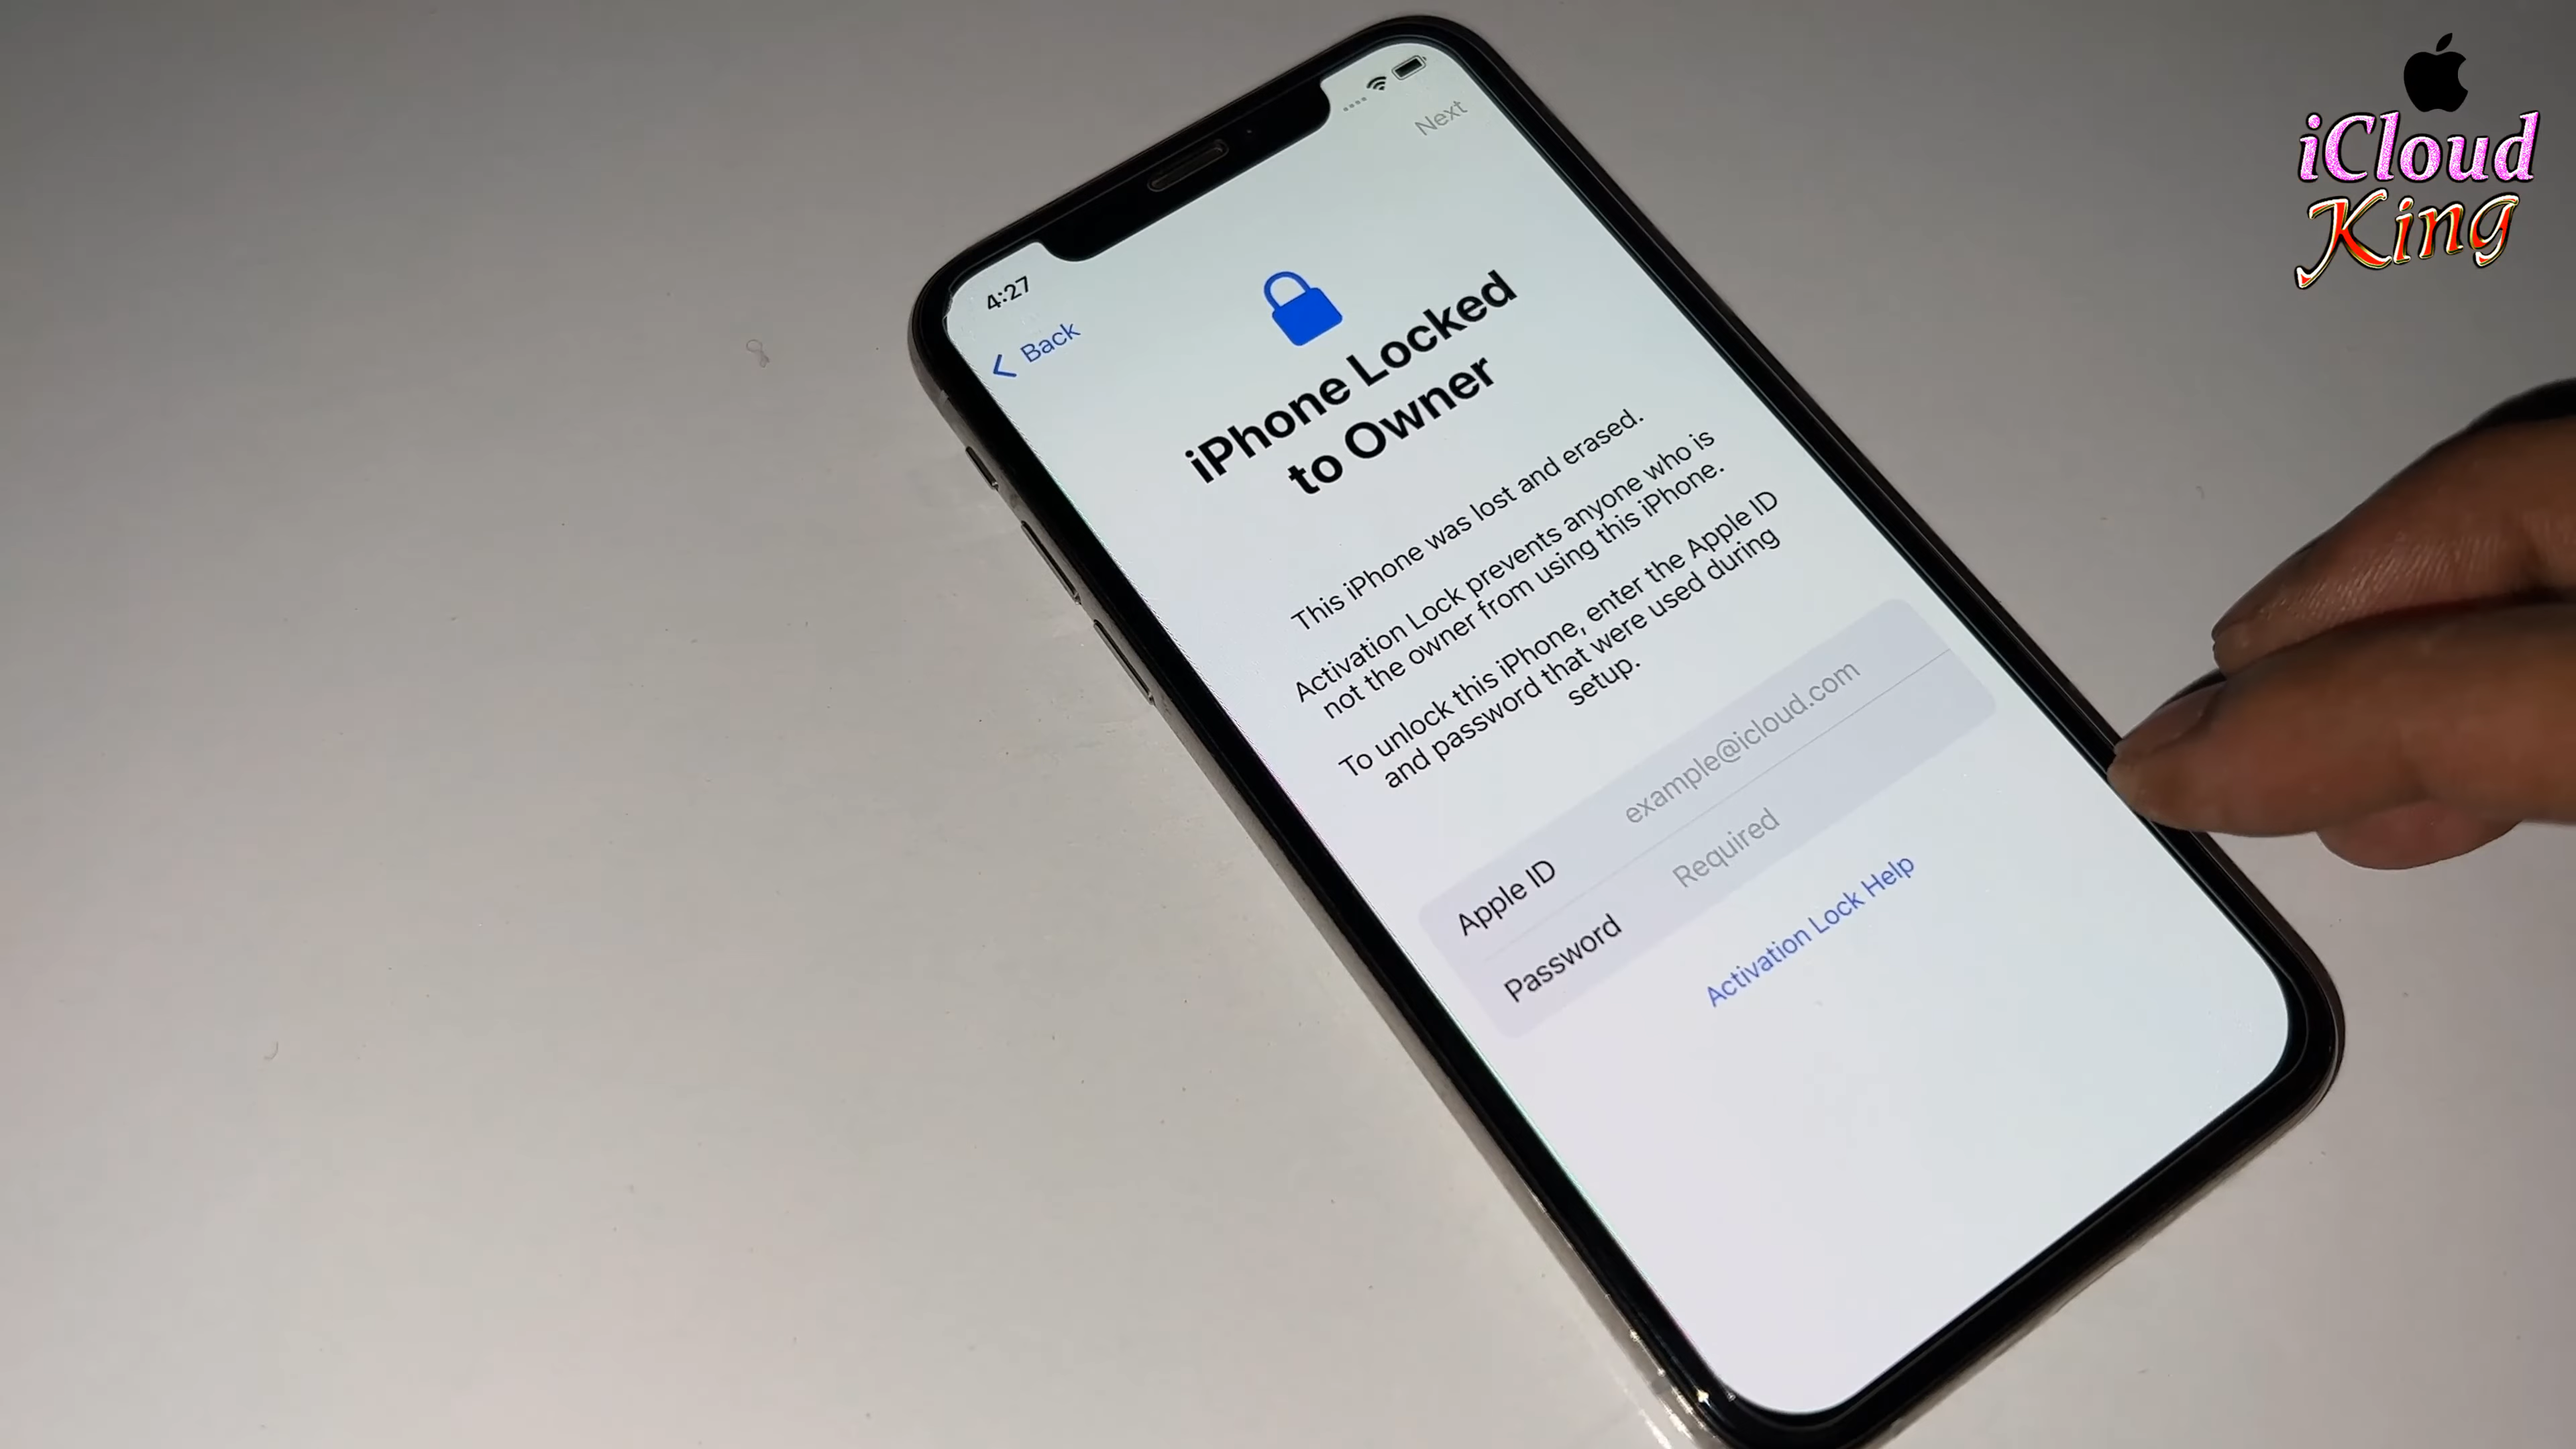 iCloud
King
4:27
Next
Back
iPhone Locked
to Owner
This iPhone was lost and erased.
Activation Lock prevents anyone who is
not the owner from using this iPhone.
To unlock this iPhone, enter the Apple ID
and password that were used during
setup.
Apple ID example@icloud.com
Password Required
Activation Lock Help